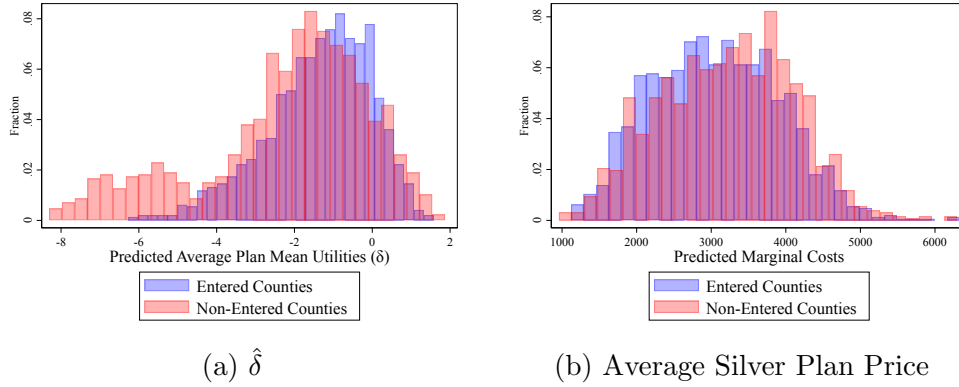 .08
.06
.04
.02
0
Fraction
-8 -6 -4 -2 0 2
Predicted Average Plan Mean Utilities (δ)
Entered Counties
Non-Entered Counties
(a) δ̂
.08
.06
.04
.02
0
Fraction
1000 2000 3000 4000 5000 6000
Predicted Marginal Costs
Entered Counties
Non-Entered Counties
(b) Average Silver Plan Price